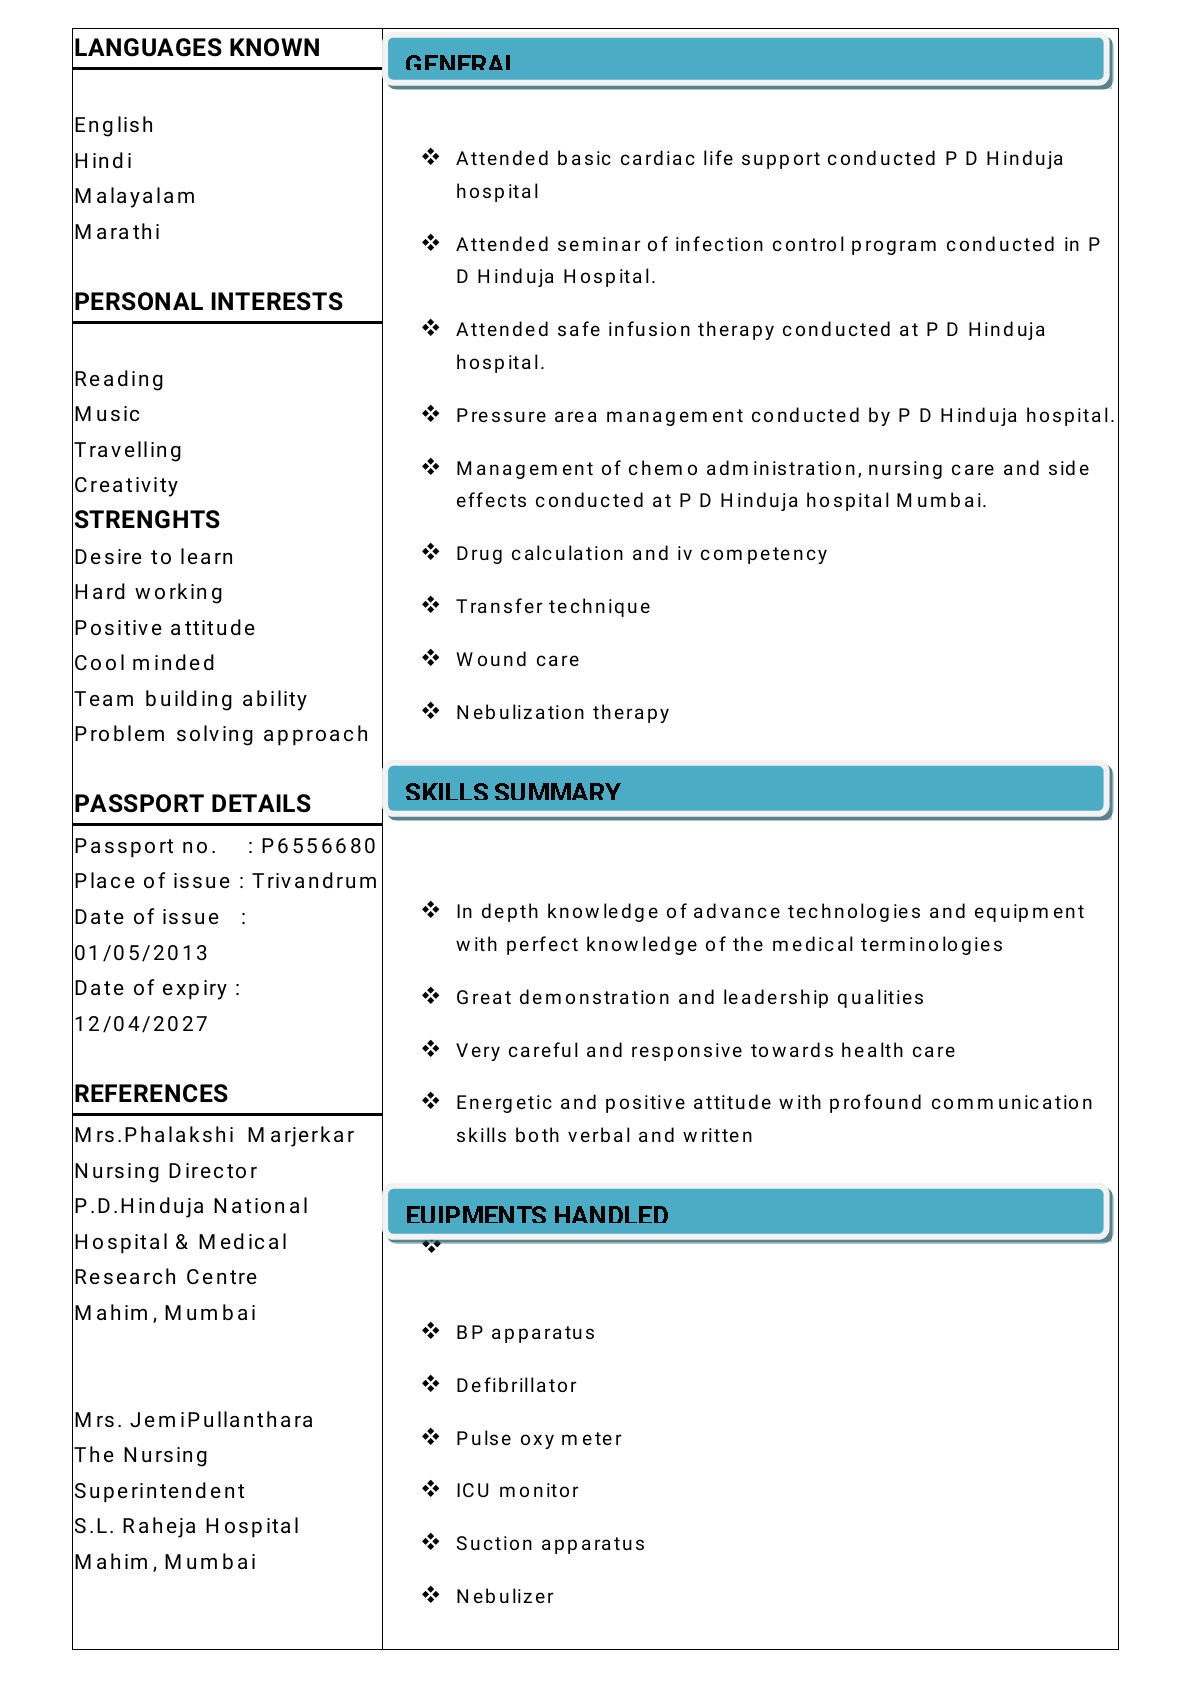 LANGUAGES KNOWN
English
Hindi
Malayalam
Marathi
PERSONAL INTERESTS
Reading
Music
Travelling
Creativity
STRENGHTS
Desire to learn
Hard working
Positive attitude
Cool minded
Team building ability
Problem solving approach
PASSPORT DETAILS
Passport no. : P6556680
Place of issue : Trivandrum
Date of issue :
01/05/2013
Date of expiry :
12/04/2027
REFERENCES
Mrs.Phalakshi Marjerkar
Nursing Director
P.D.Hinduja National
Hospital & Medical
Research Centre
Mahim, Mumbai
Mrs. JemiPullanthara
The Nursing
Superintendent
S.L. Raheja Hospital
Mahim, Mumbai
GENERAL
❖ Attended basic cardiac life support conducted P D Hinduja
hospital
❖ Attended seminar of infection control program conducted in P
D Hinduja Hospital.
❖ Attended safe infusion therapy conducted at P D Hinduja
hospital.
❖ Pressure area management conducted by P D Hinduja hospital.
❖ Management of chemo administration, nursing care and side
effects conducted at P D Hinduja hospital Mumbai.
❖ Drug calculation and iv competency
❖ Transfer technique
❖ Wound care
❖ Nebulization therapy
SKILLS SUMMARY
❖ In depth knowledge of advance technologies and equipment
with perfect knowledge of the medical terminologies
❖ Great demonstration and leadership qualities
❖ Very careful and responsive towards health care
❖ Energetic and positive attitude with profound communication
skills both verbal and written
EUIPMENTS HANDLED
❖ BP apparatus
❖ Defibrillator
❖ Pulse oxy meter
❖ ICU monitor
❖ Suction apparatus
❖ Nebulizer